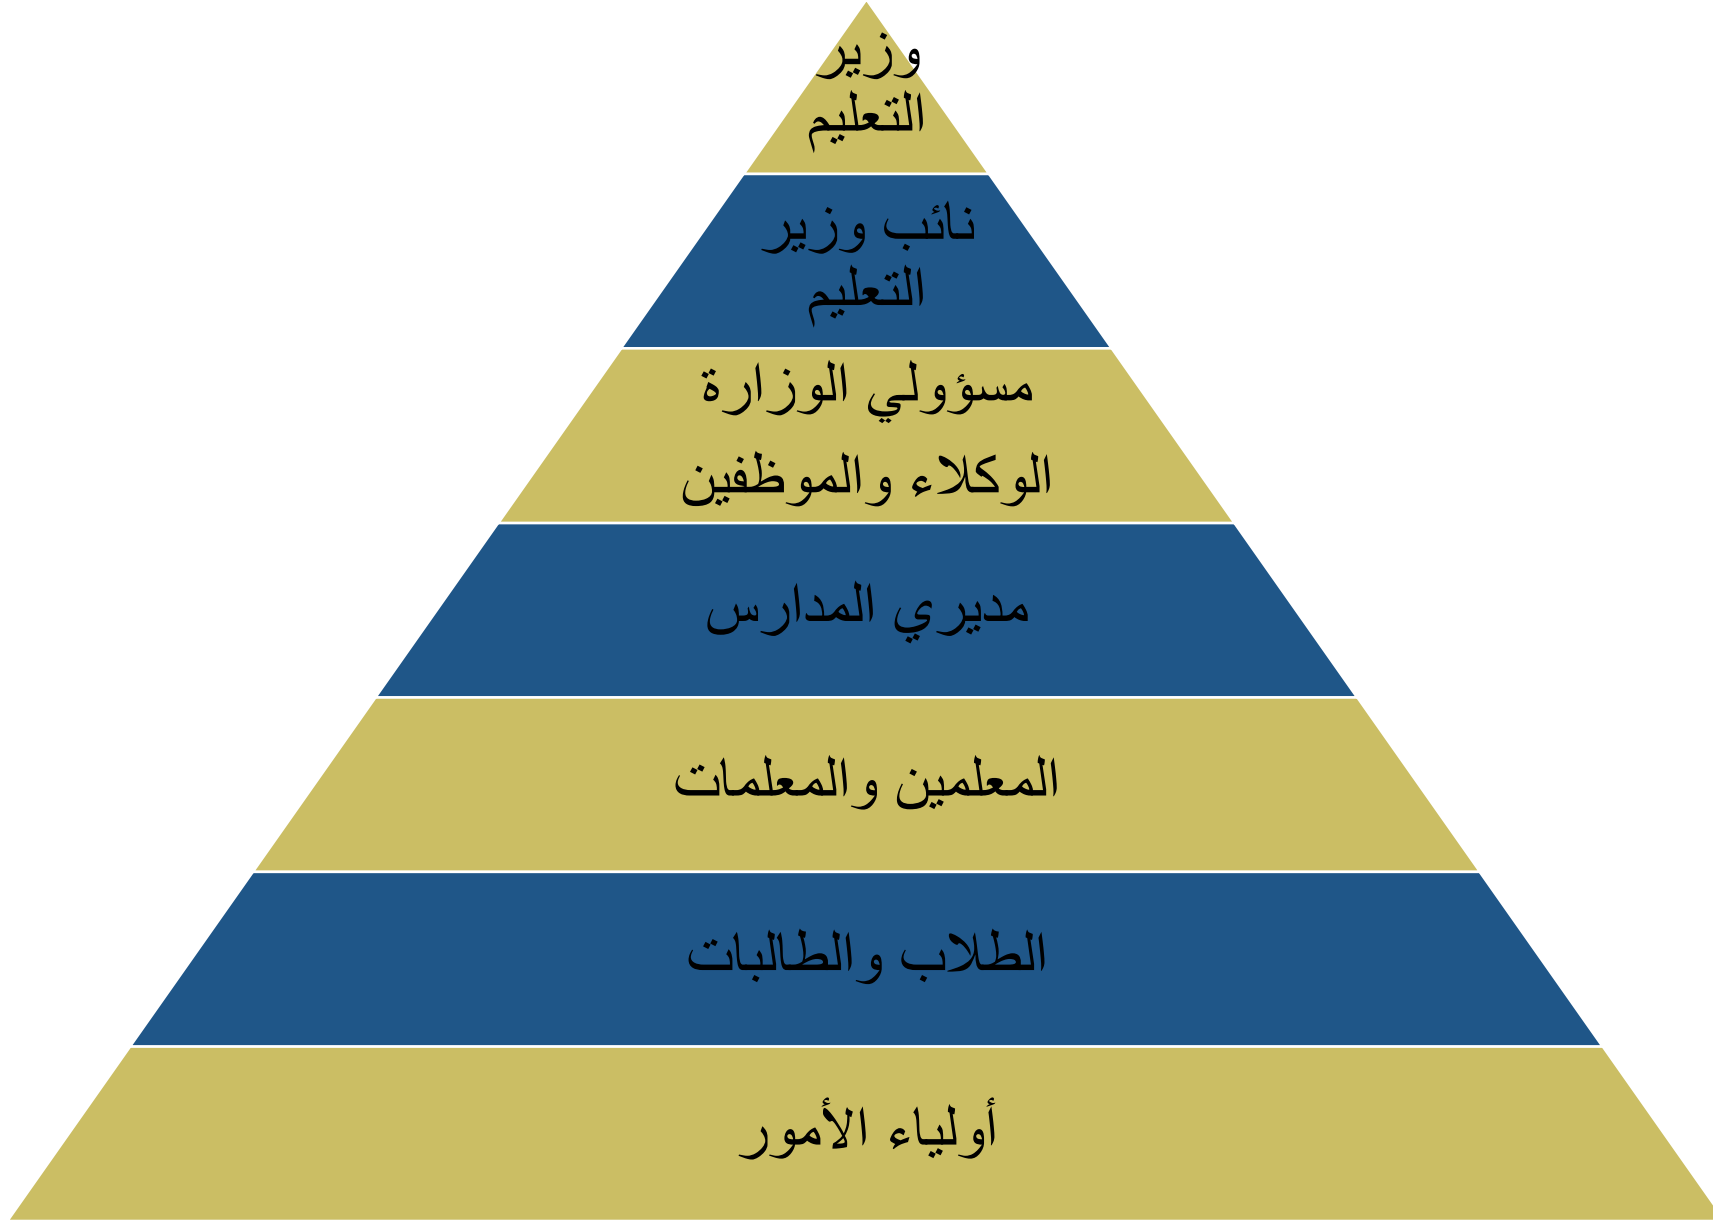 وزير
التعليم
نائب وزير
التعليم
مسؤولي الوزارة
الوكلاء والموظفين
مديري المدارس
المعلمين والمعلمات
الطلاب والطالبات
أولياء الأمور